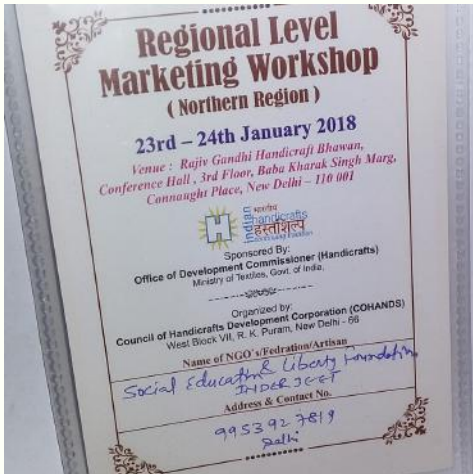 Regional Level
Marketing Workshop
( Northern Region )
23rd – 24th January 2018
Venue : Rajiv Gandhi Handicraft Bhawan,
Conference Hall , 3rd Floor, Baba Kharak Singh Marg,
Connaught Place, New Delhi – 110 001
indian
भारतीय
handicrafts
हस्तशिल्प
Sponsored By:
Office of Development Commissioner (Handicrafts)
Ministry of Textiles, Govt. of India,
Organized by:
Council of Handicrafts Development Corporation (COHANDS)
West Block VII, R. K. Puram, New Delhi - 66
Name of NGO's/Fedration/Artisan
Social Education & Liberty Foundation
INDERJEET
Address & Contact No.
9953927819
Delhi